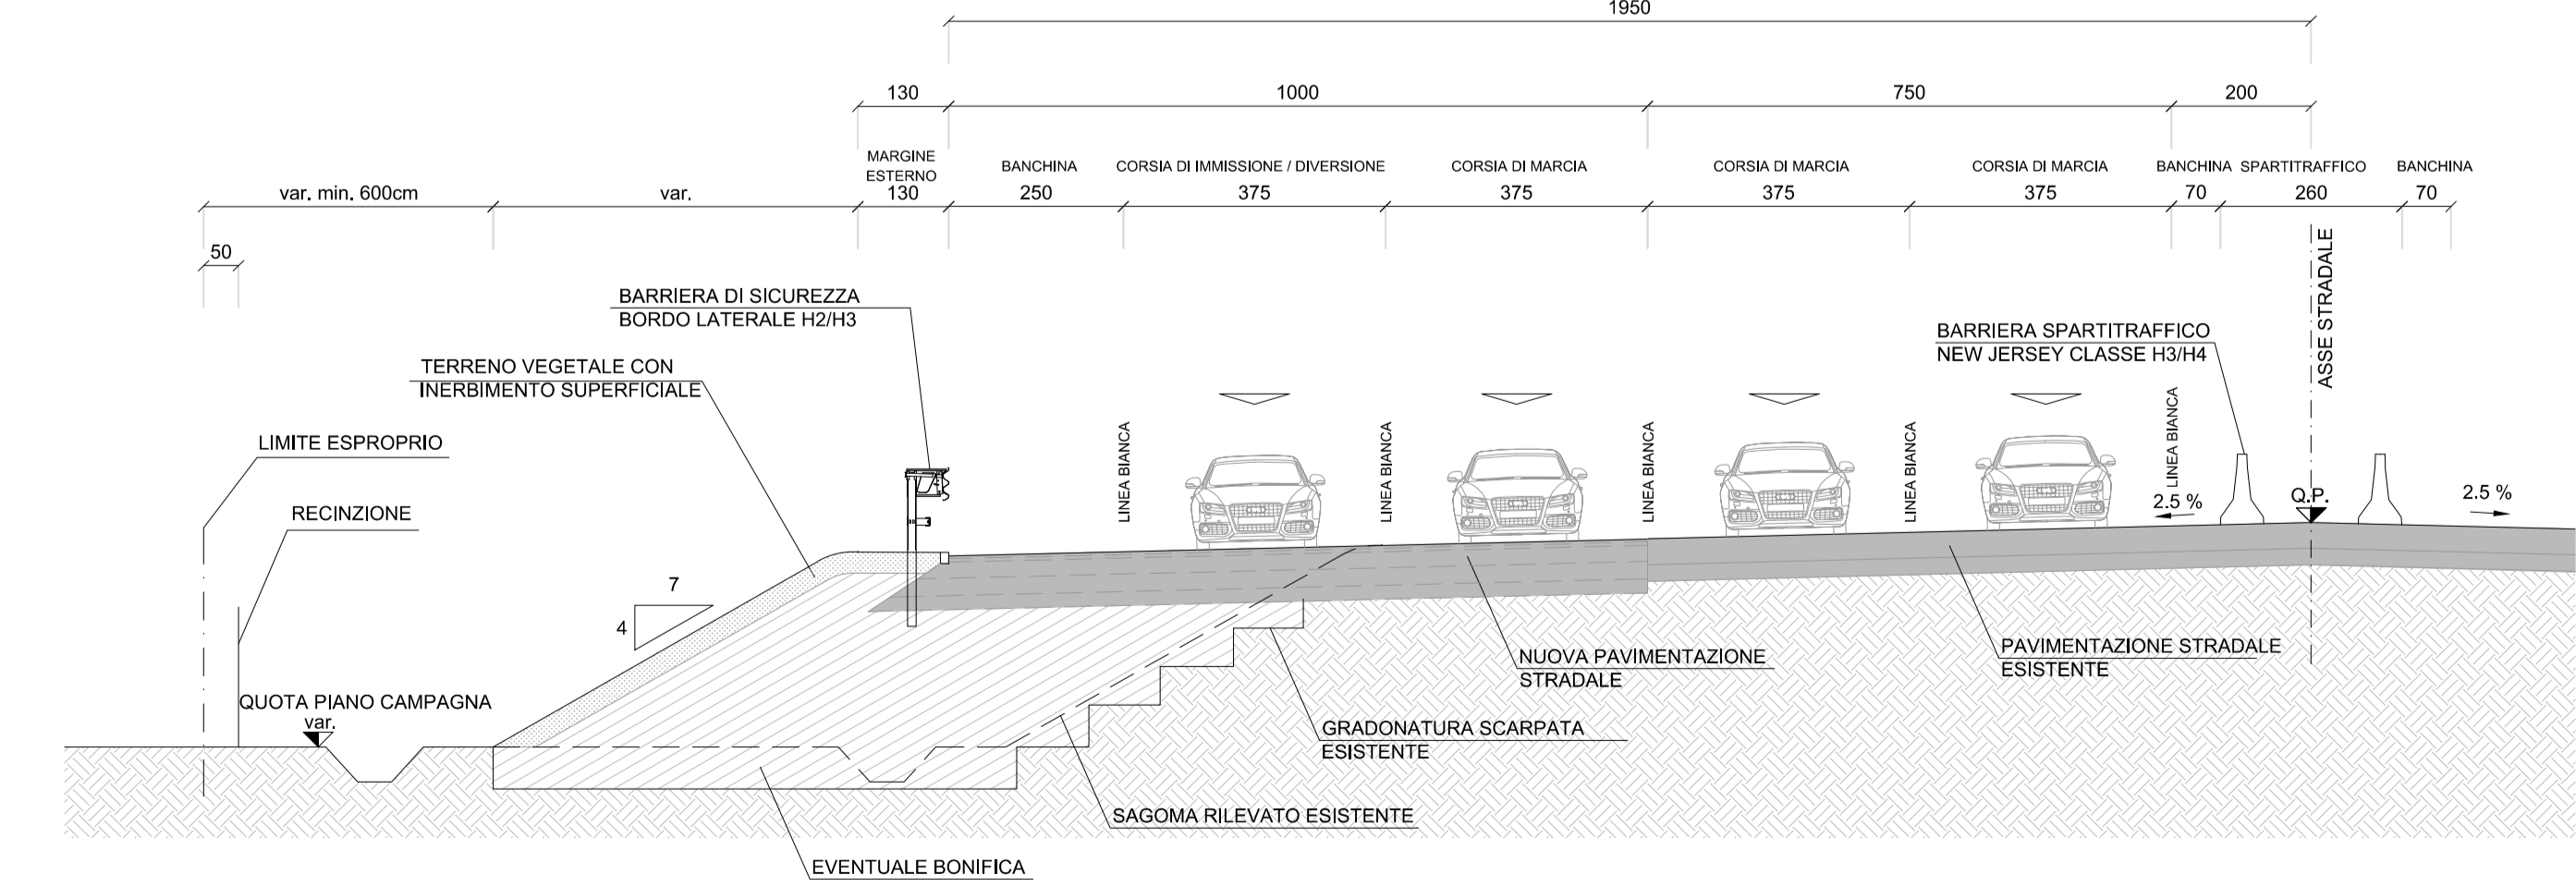 1950
130
1000
750
200
MARGINE
ESTERNO
130
BANCHINA
250
CORSIA DI IMMISSIONE / DIVERSIONE
375
CORSIA DI MARCIA
375
CORSIA DI MARCIA
375
CORSIA DI MARCIA
375
BANCHINA
70
SPARTITRAFFICO
260
BANCHINA
70
var. min. 600cm
var.
50
ASSE STRADALE
BARRIERA DI SICUREZZA
BORDO LATERALE H2/H3
BARRIERA SPARTITRAFFICO
NEW JERSEY CLASSE H3/H4
TERRENO VEGETALE CON
INERBIMENTO SUPERFICIALE
LIMITE ESPROPRIO
RECINZIONE
LINEA BIANCA
LINEA BIANCA
LINEA BIANCA
LINEA BIANCA
LINEA BIANCA
2.5 %
Q.P.
2.5 %
7
4
NUOVA PAVIMENTAZIONE
STRADALE
PAVIMENTAZIONE STRADALE
ESISTENTE
QUOTA PIANO CAMPAGNA
var.
GRADONATURA SCARPATA
ESISTENTE
SAGOMA RILEVATO ESISTENTE
EVENTUALE BONIFICA